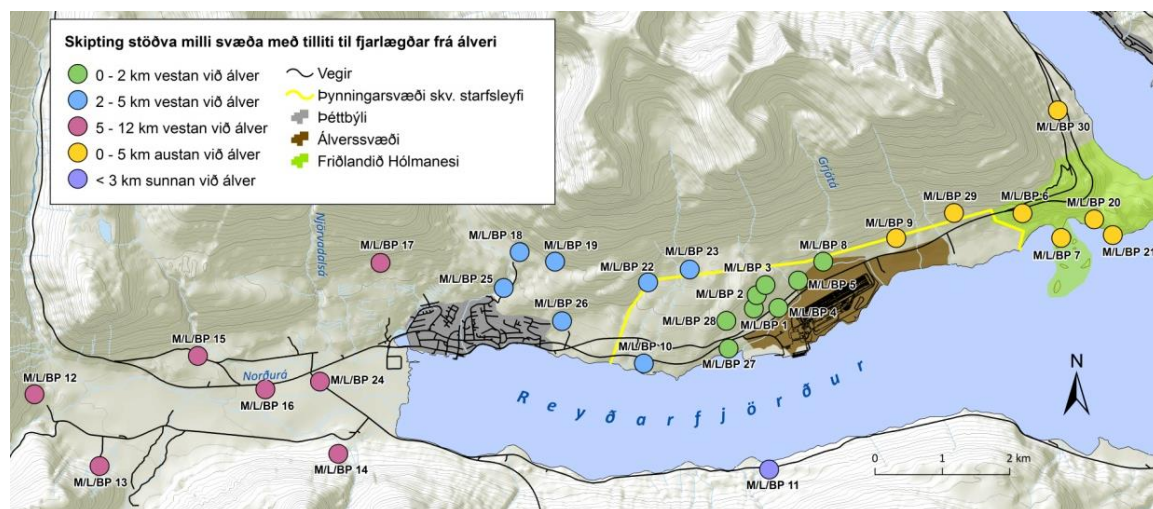 Skipting stöðva milli svæða með tilliti til fjarlægðar frá álveri
0 - 2 km vestan við álver
2 - 5 km vestan við álver
5 - 12 km vestan við álver
0 - 5 km austan við álver
< 3 km sunnan við álver
Vegir
Þynningarsvæði skv. starfsleyfi
Þéttbýli
Álverssvæði
Friðlandið Hólmanesi
M/L/BP 30
Grjótá
M/L/BP 29
M/L/BP 6
M/L/BP 20
M/L/BP 9
M/L/BP 21
M/L/BP 7
Njörvadalsá
M/L/BP 17
M/L/BP 18
M/L/BP 19
M/L/BP 23
M/L/BP 8
M/L/BP 22
M/L/BP 3
M/L/BP 25
M/L/BP 5
M/L/BP 2
M/L/BP 26
M/L/BP 28
M/L/BP 1
M/L/BP 4
M/L/BP 15
M/L/BP 10
M/L/BP 27
M/L/BP 12
Norðurá
M/L/BP 24
M/L/BP 16
Reyðarfjörður
N
M/L/BP 13
M/L/BP 14
M/L/BP 11
0 1 2 km